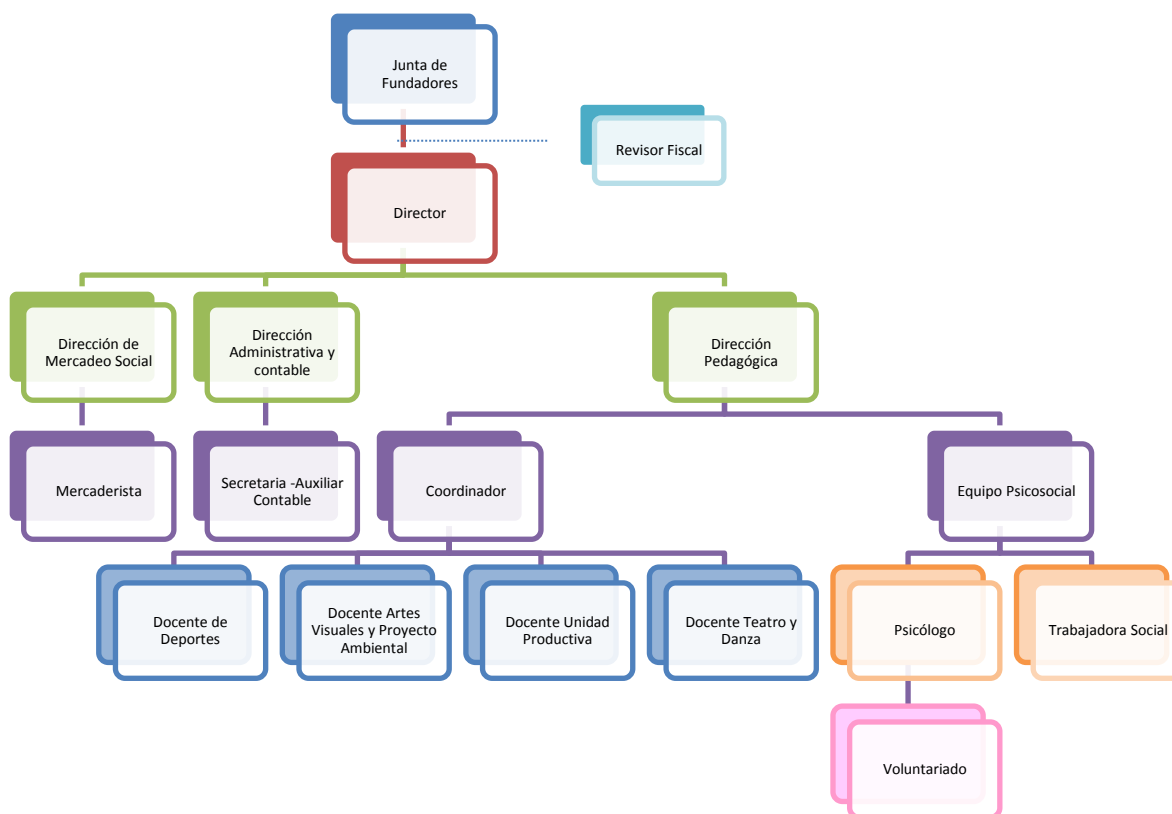 Junta de
Fundadores
Revisor Fiscal
Director
Dirección de
Mercadeo Social
Dirección
Administrativa y
contable
Dirección
Pedagógica
Mercaderista
Secretaria -Auxiliar
Contable
Coordinador
Equipo Psicosocial
Docente de
Deportes
Docente Artes
Visuales y Proyecto
Ambiental
Docente Unidad
Productiva
Docente Teatro y
Danza
Psicólogo
Trabajadora Social
Voluntariado